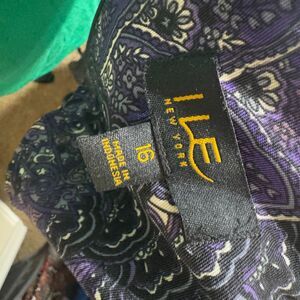 ILE
NEW YORK
16
MADE IN
INDONESIA